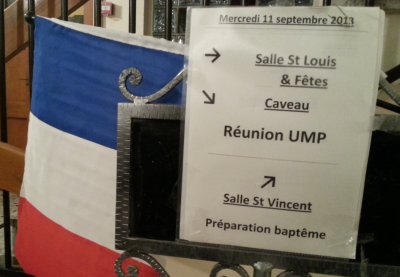 Mercredi 11 septembre 2013
→ Salle St Louis
& Fêtes
↘ Caveau
Réunion UMP
↗
Salle St Vincent
Préparation baptême